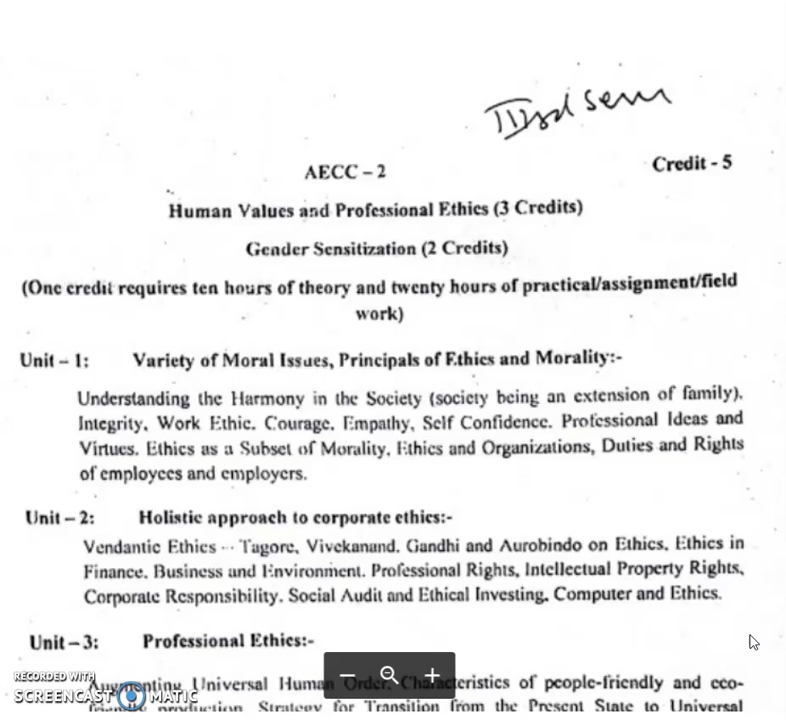 IIIrd sem
AECC – 2 Credit - 5
Human Values and Professional Ethics (3 Credits)
Gender Sensitization (2 Credits)
(One credit requires ten hours of theory and twenty hours of practical/assignment/field
work)
Unit – 1: Variety of Moral Issues, Principals of Ethics and Morality:-
Understanding the Harmony in the Society (society being an extension of family).
Integrity, Work Ethic. Courage. Empathy, Self Confidence. Professional Ideas and
Virtues. Ethics as a Subset of Morality, Ethics and Organizations, Duties and Rights
of employees and employers.
Unit – 2: Holistic approach to corporate ethics:-
Vendantic Ethics -- Tagore, Vivekanand. Gandhi and Aurobindo on Ethics, Ethics in
Finance. Business and Environment. Professional Rights, Intellectual Property Rights,
Corporate Responsibility. Social Audit and Ethical Investing. Computer and Ethics.
Unit – 3: Professional Ethics:-
Augmenting Universal Human Order. Characteristics of people-friendly and eco-
friendly production. Strategy for Transition from the Present State to Universal
RECORDED WITH
SCREENCAST MATIC